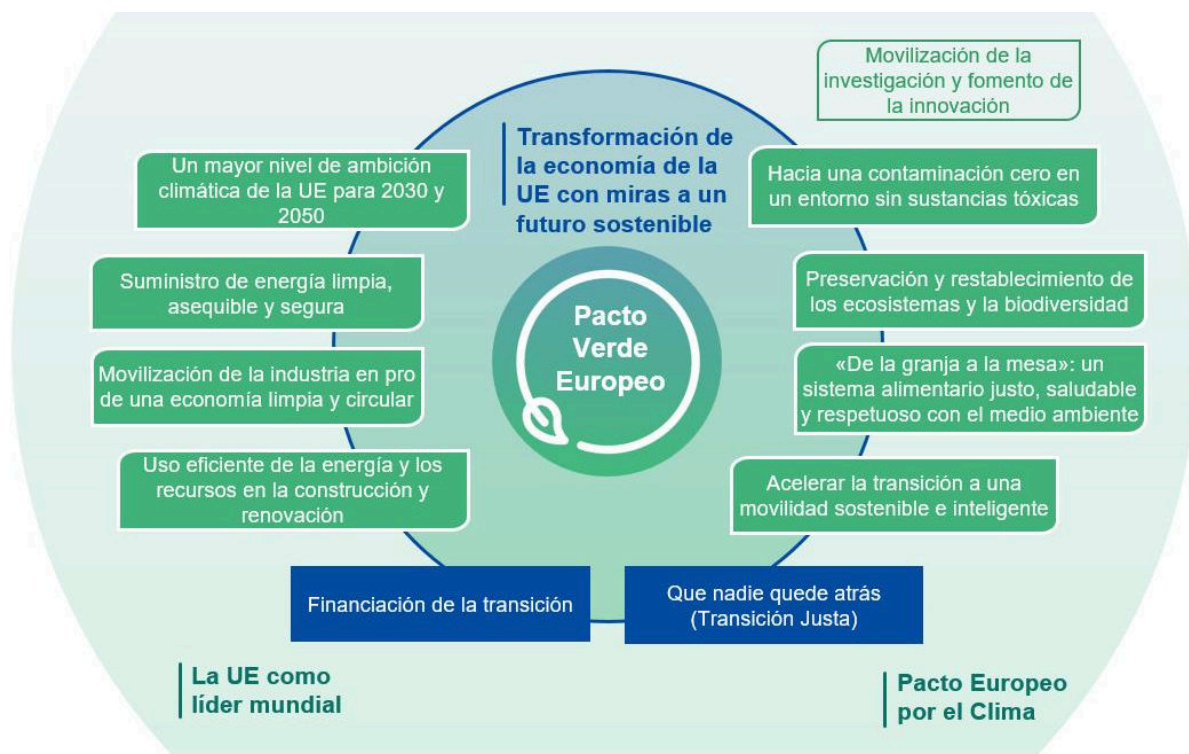 Movilización de la
investigación y fomento de
la innovación
Transformación de
la economía de la
UE con miras a un
futuro sostenible
Un mayor nivel de ambición
climática de la UE para 2030 y
2050
Hacia una contaminación cero en
un entorno sin sustancias tóxicas
Suministro de energía limpia,
asequible y segura
Preservación y restablecimiento de
los ecosistemas y la biodiversidad
Pacto
Verde
Europeo
Movilización de la industria en pro
de una economía limpia y circular
«De la granja a la mesa»: un
sistema alimentario justo, saludable
y respetuoso con el medio ambiente
Uso eficiente de la energía y los
recursos en la construcción y
renovación
Acelerar la transición a una
movilidad sostenible e inteligente
Financiación de la transición
Que nadie quede atrás
(Transición Justa)
La UE como
líder mundial
Pacto Europeo
por el Clima